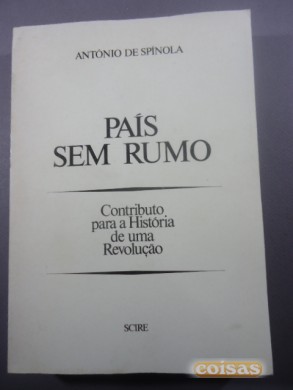 ANTÓNIO DE SPÍNOLA
PAÍS
SEM RUMO
Contributo
para a História
de uma
Revolução
SCIRE
coisas